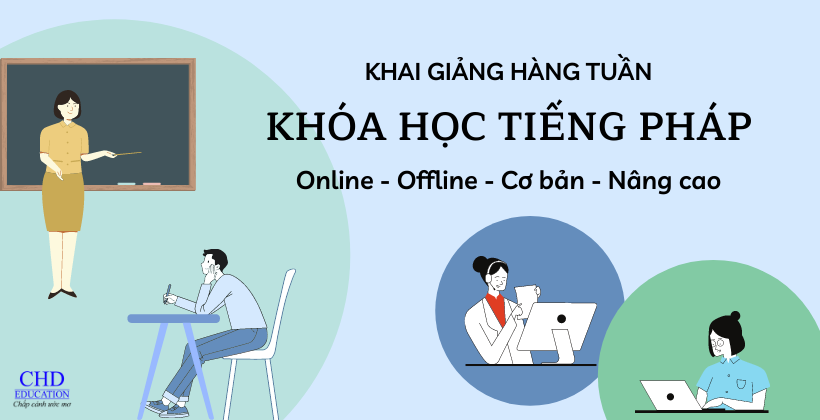 KHAI GIẢNG HÀNG TUẦN
KHÓA HỌC TIẾNG PHÁP
Online - Offline - Cơ bản - Nâng cao
CHD
EDUCATION
Chắp cánh ước mơ